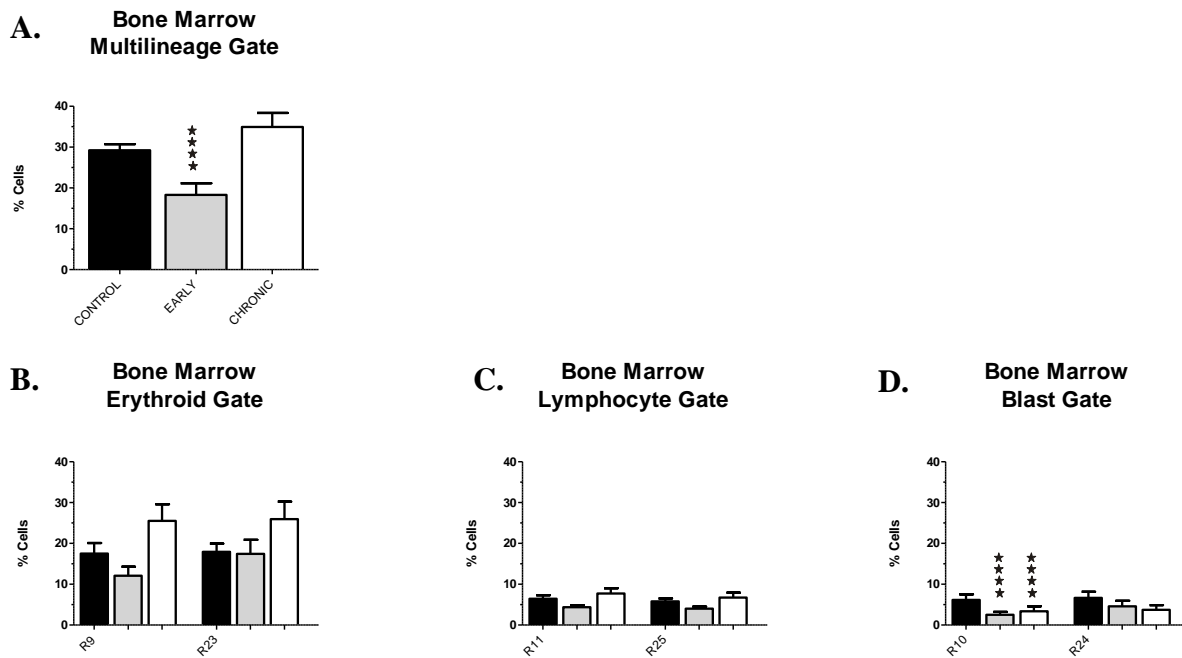 A.
Bone Marrow
Multilineage Gate
% Cells
40
30
20
10
0
★★★★
CONTROL
EARLY
CHRONIC
B.
Bone Marrow
Erythroid Gate
% Cells
40
30
20
10
0
R9
R23
C.
Bone Marrow
Lymphocyte Gate
% Cells
40
30
20
10
0
R11
R25
D.
Bone Marrow
Blast Gate
% Cells
40
30
20
10
0
★★★★
★★★★
R10
R24